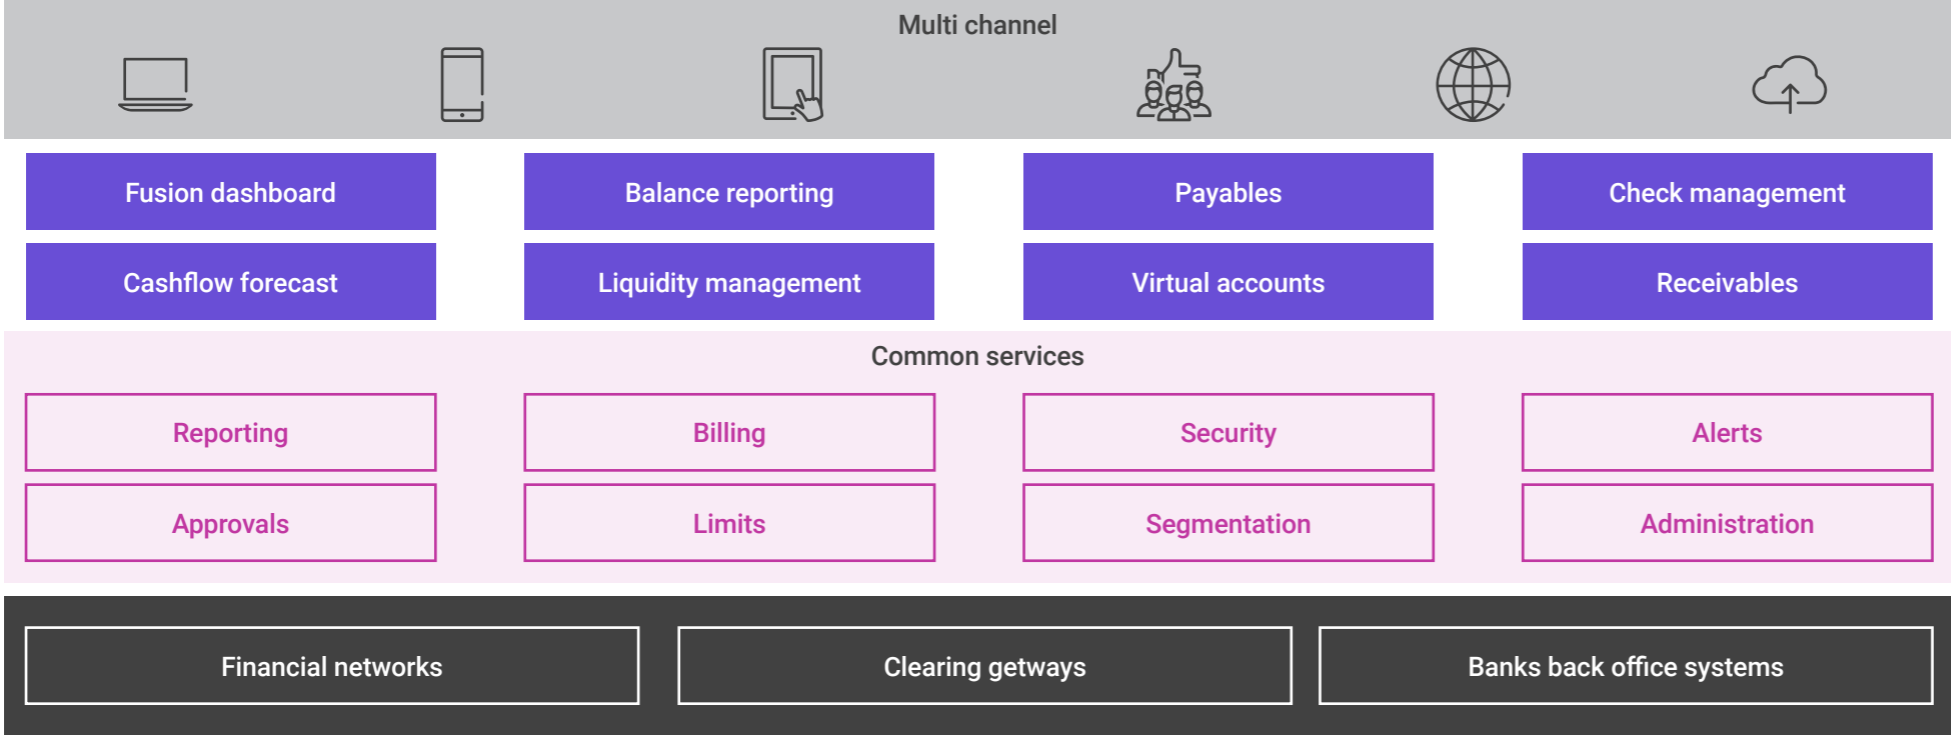 Multi channel
Fusion dashboard
Balance reporting
Payables
Check management
Cashflow forecast
Liquidity management
Virtual accounts
Receivables
Common services
Reporting
Billing
Security
Alerts
Approvals
Limits
Segmentation
Administration
Financial networks
Clearing getways
Banks back office systems